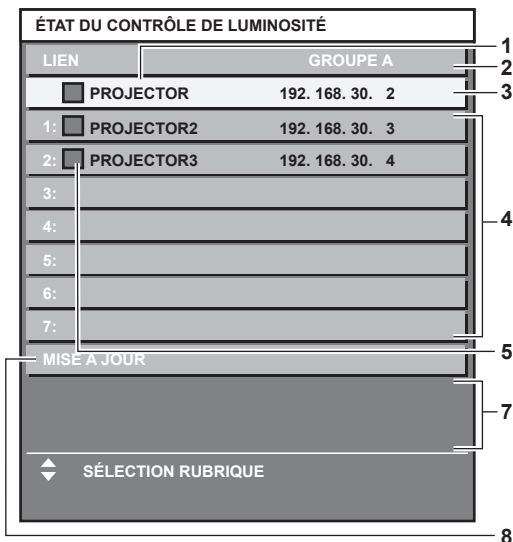 ÉTAT DU CONTRÔLE DE LUMINOSITÉ
LIEN GROUPE A
PROJECTOR 192. 168. 30. 2
1: PROJECTOR2 192. 168. 30. 3
2: PROJECTOR3 192. 168. 30. 4
3:
4:
5:
6:
7:
MISE À JOUR
SÉLECTION RUBRIQUE
1
2
3
4
5
7
8